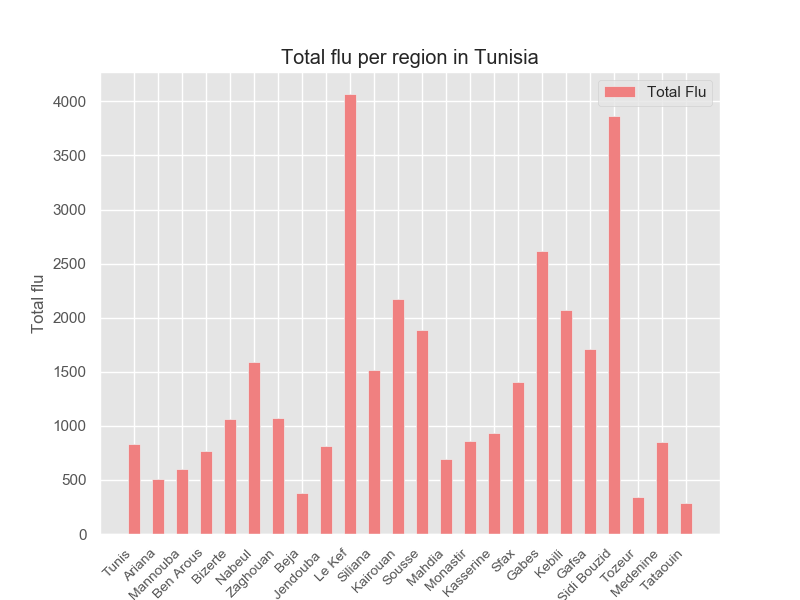 Total flu per region in Tunisia
Total Flu
Total flu
4000
3500
3000
2500
2000
1500
1000
500
0
Tunis
Ariana
Mannouba
Ben Arous
Bizerte
Nabeul
Zaghouan
Beja
Jendouba
Le Kef
Siliana
Kairouan
Sousse
Mahdia
Monastir
Kasserine
Sfax
Gabes
Kebili
Gafsa
Sidi Bouzid
Tozeur
Medenine
Tataouin